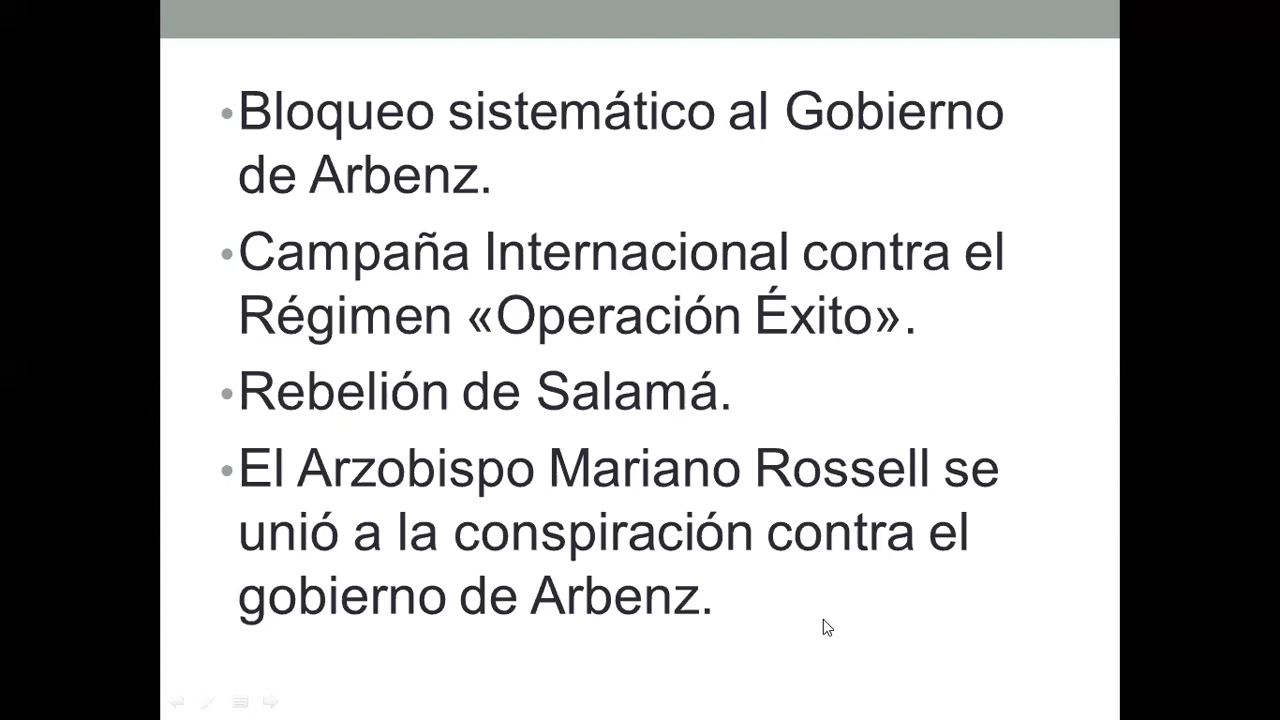 •Bloqueo sistemático al Gobierno
de Arbenz.
•Campaña Internacional contra el
Régimen «Operación Éxito».
•Rebelión de Salamá.
•El Arzobispo Mariano Rossell se
unió a la conspiración contra el
gobierno de Arbenz.